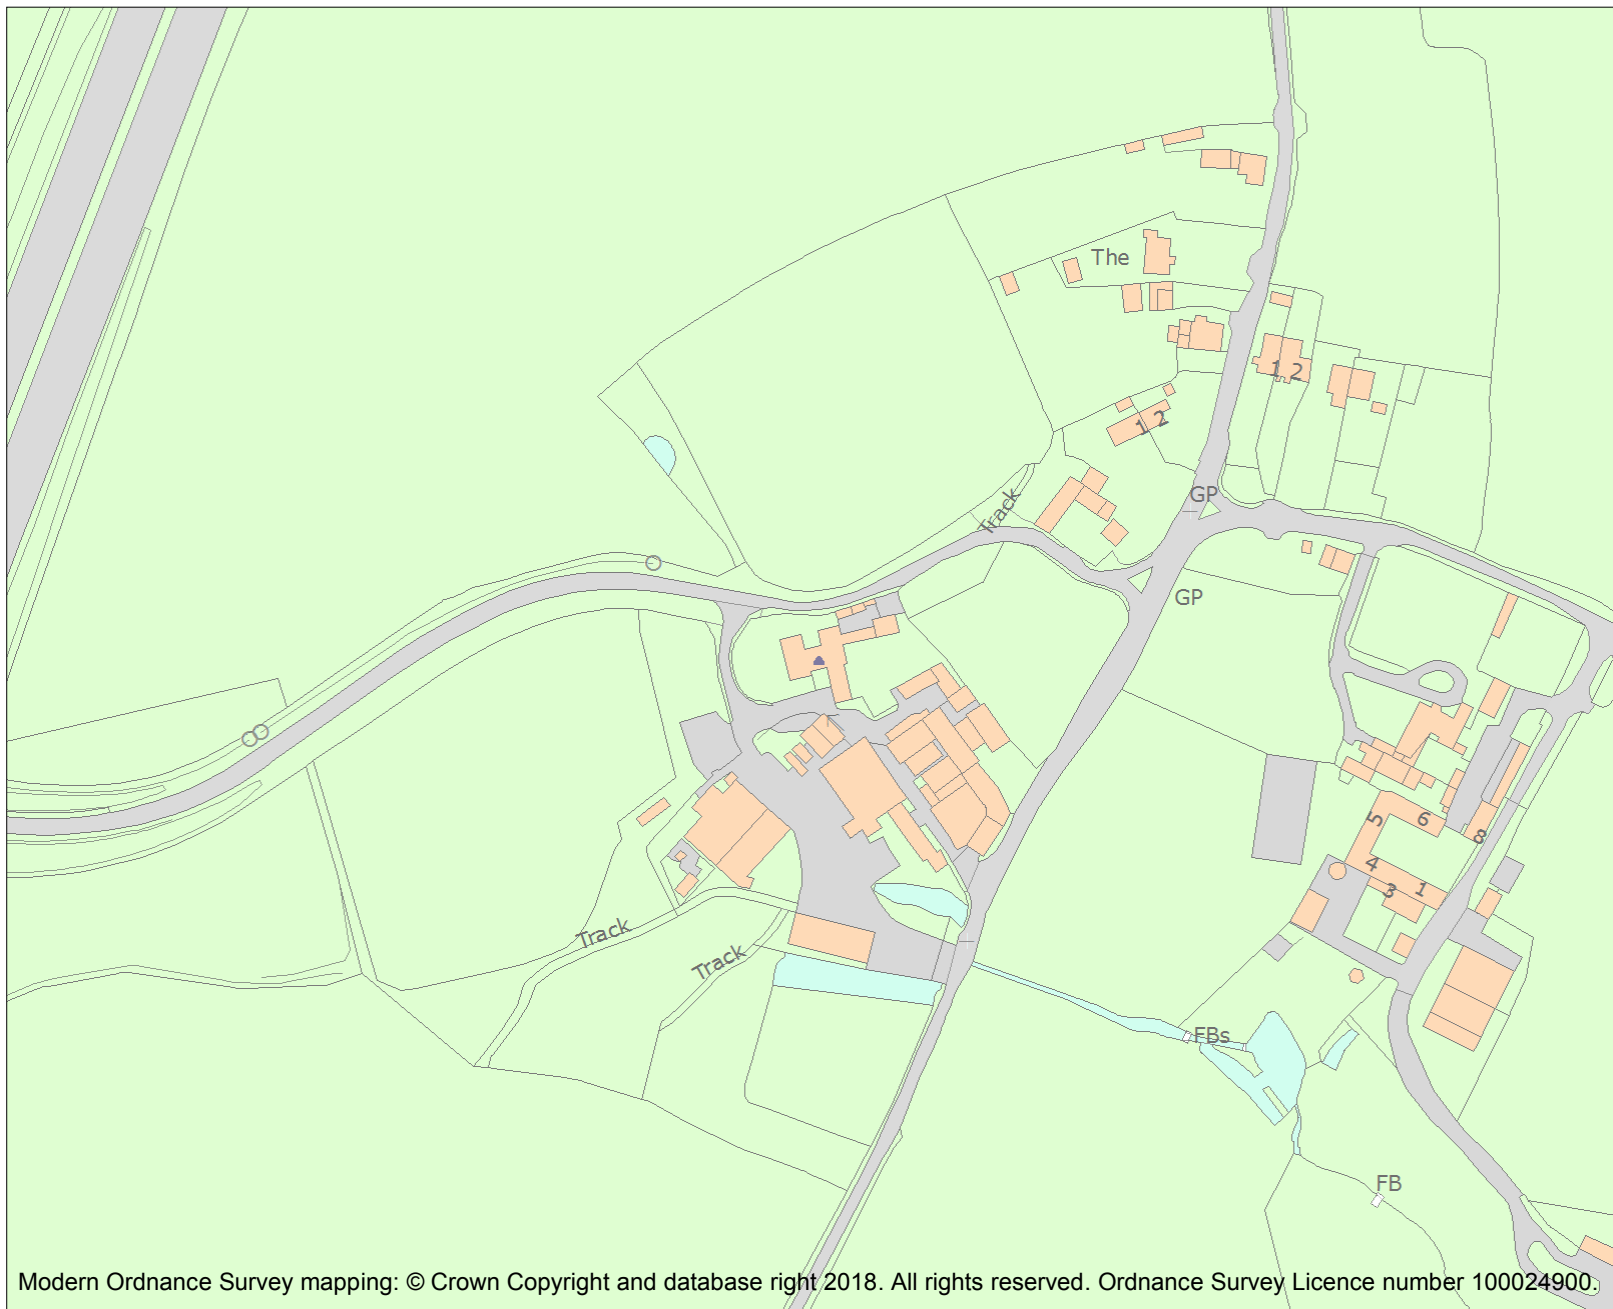 The
1 2
1 2
GP
Track
GP
5
6
8
4
3
1
Track
Track
FBs
FB
Modern Ordnance Survey mapping: © Crown Copyright and database right 2018. All rights reserved. Ordnance Survey Licence number 100024900.